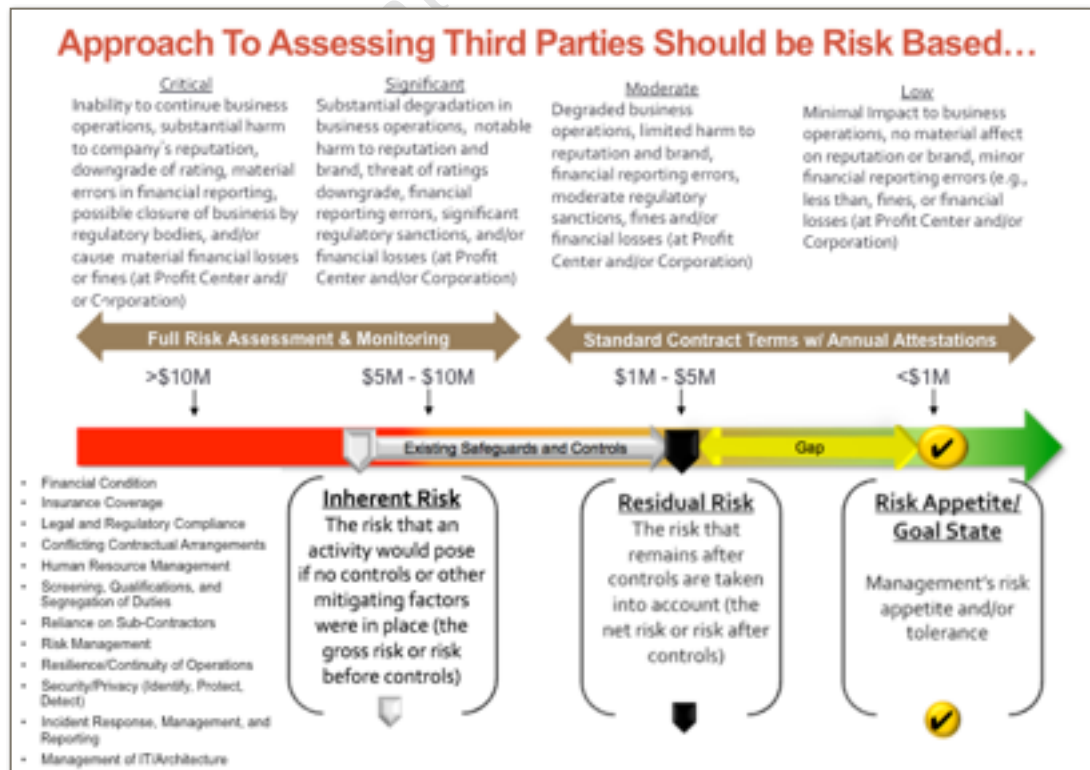 Approach To Assessing Third Parties Should be Risk Based…
Critical
Inability to continue business
operations, substantial harm
to company's reputation,
downgrade of rating, material
errors in financial reporting,
possible closure of business by
regulatory bodies, and/or
cause material financial losses
or fines (at Profit Center and/
or Corporation)
Significant
Substantial degradation in
business operations, notable
harm to reputation and
brand, threat of ratings
downgrade, financial
reporting errors, significant
regulatory sanctions, and/or
financial losses (at Profit
Center and/or Corporation)
Moderate
Degraded business
operations, limited harm to
reputation and brand,
financial reporting errors,
moderate regulatory
sanctions, fines and/or
financial losses (at Profit
Center and/or Corporation)
Low
Minimal Impact to business
operations, no material affect
on reputation or brand, minor
financial reporting errors (e.g.,
less than, fines, or financial
losses (at Profit Center and/or
Corporation)
Full Risk Assessment & Monitoring
Standard Contract Terms w/ Annual Attestations
>$10M
$5M - $10M
$1M - $5M
<$1M
Existing Safeguards and Controls
Gap
• Financial Condition
• Insurance Coverage
• Legal and Regulatory Compliance
• Conflicting Contractual Arrangements
• Human Resource Management
• Screening, Qualifications, and
Segregation of Duties
• Reliance on Sub-Contractors
• Risk Management
• Resilience/Continuity of Operations
• Security/Privacy (Identify, Protect,
Detect)
• Incident Response, Management, and
Reporting
• Management of IT/Architecture
Inherent Risk
The risk that an
activity would pose
if no controls or other
mitigating factors
were in place (the
gross risk or risk
before controls)
Residual Risk
The risk that
remains after
controls are taken
into account (the
net risk or risk after
controls)
Risk Appetite/
Goal State
Management's risk
appetite and/or
tolerance